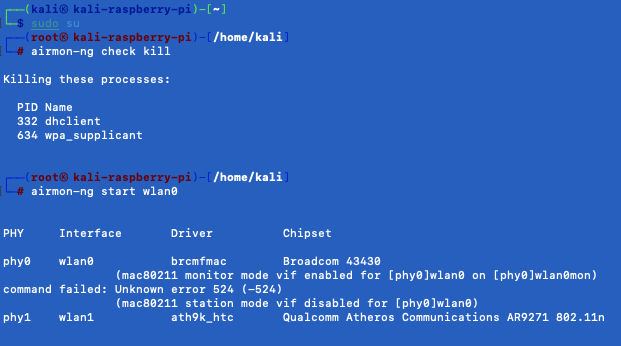 ┌──(kali㉿ kali-raspberry-pi)-[~]
└─$ sudo su
┌──(root㉿ kali-raspberry-pi)-[/home/kali]
└─# airmon-ng check kill
Killing these processes:
PID Name
332 dhclient
634 wpa_supplicant
┌──(root㉿ kali-raspberry-pi)-[/home/kali]
└─# airmon-ng start wlan0
PHY Interface Driver Chipset
phy0 wlan0 brcmfmac Broadcom 43430
(mac80211 monitor mode vif enabled for [phy0]wlan0 on [phy0]wlan0mon)
command failed: Unknown error 524 (-524)
(mac80211 station mode vif disabled for [phy0]wlan0)
phy1 wlan1 ath9k_htc Qualcomm Atheros Communications AR9271 802.11n